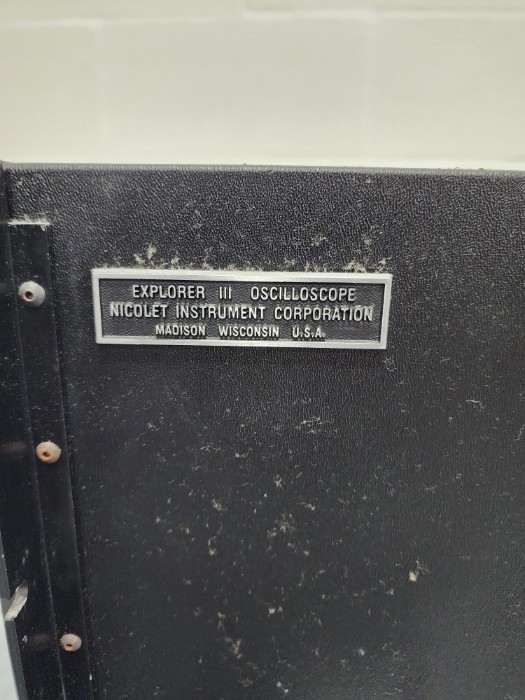 EXPLORER III OSCILLOSCOPE
NICOLET INSTRUMENT CORPORATION
MADISON WISCONSIN U.S.A.